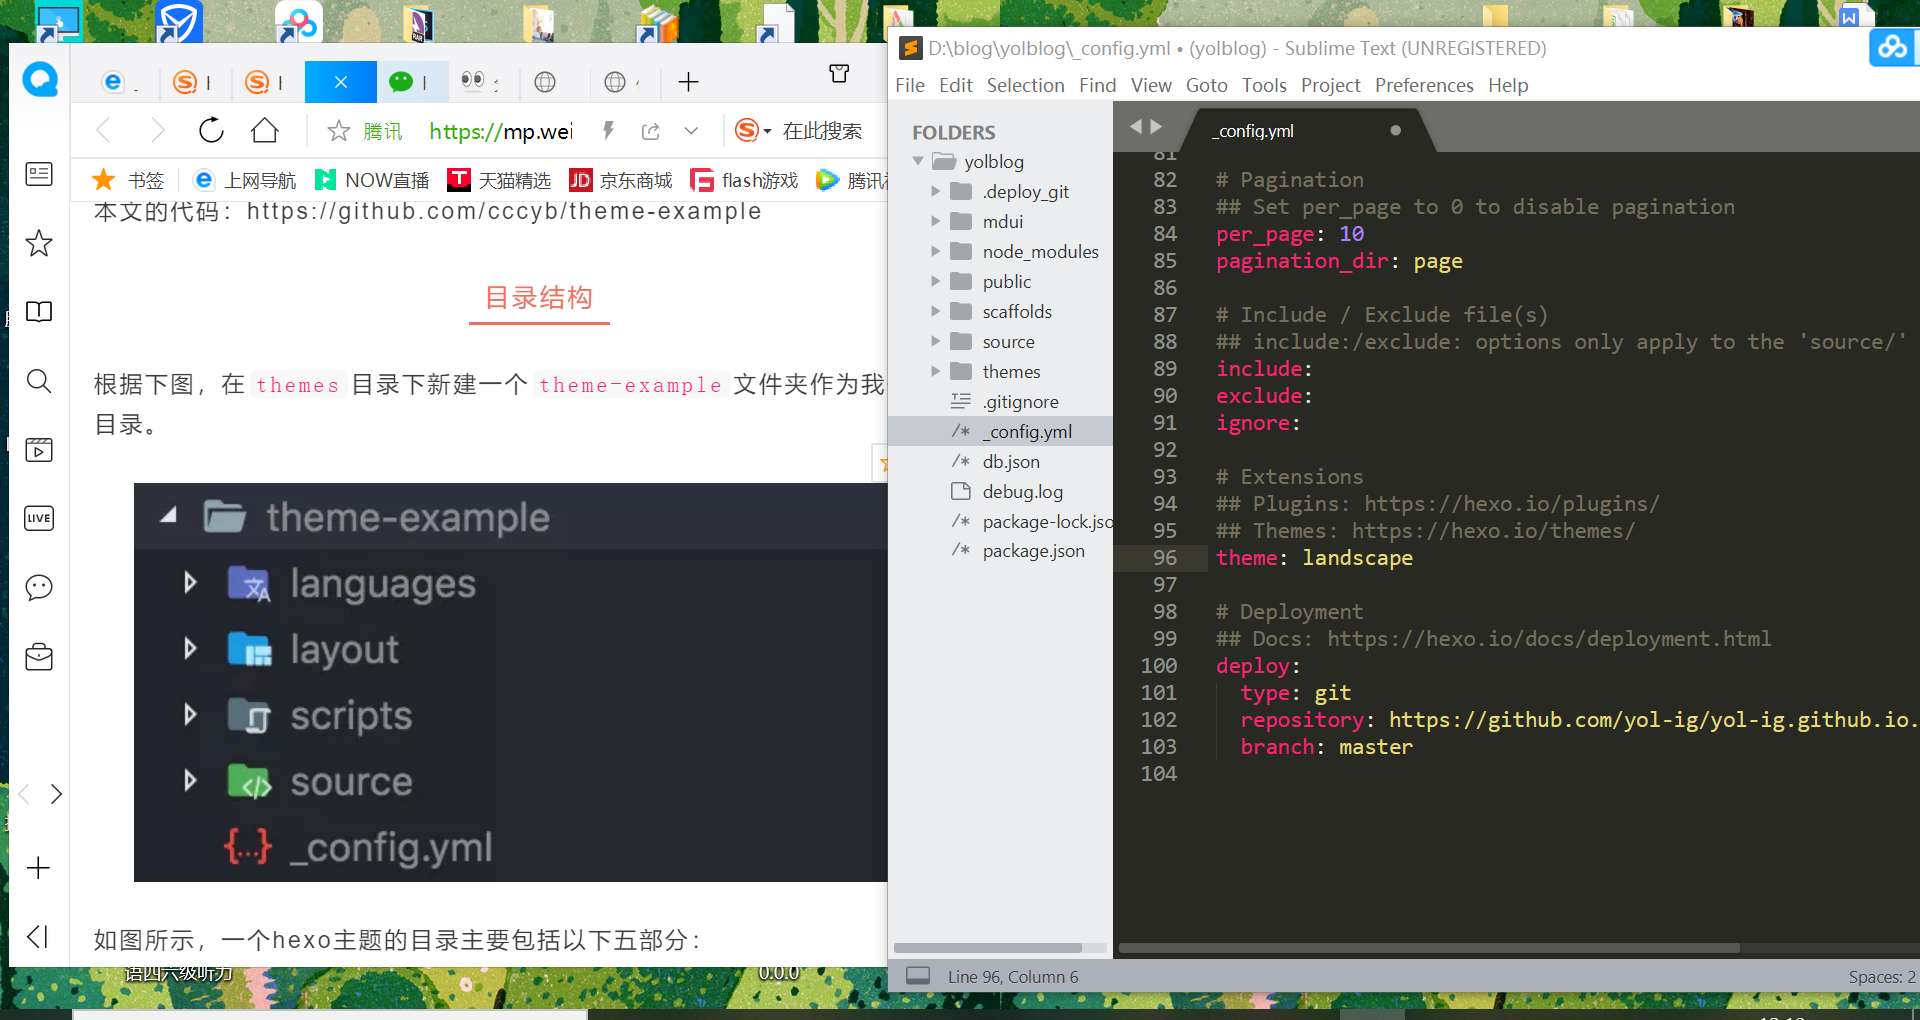 https://mp.wei
腾讯
在此搜索
书签
上网导航
NOW直播
天猫精选
京东商城
flash游戏
本文的代码：https://github.com/cccyb/theme-example
目录结构
根据下图，在 themes 目录下新建一个 theme-example 文件夹作为我
目录。
theme-example
languages
layout
scripts
source
_config.yml
如图所示，一个hexo主题的目录主要包括以下五部分：
LIVE
语四六级听力
0.0.0
D:\blog\yolblog\_config.yml • (yolblog) - Sublime Text (UNREGISTERED)
File Edit Selection Find View Goto Tools Project Preferences Help
FOLDERS
yolblog
.deploy_git
mdui
node_modules
public
scaffolds
source
themes
.gitignore
/* _config.yml
/* db.json
debug.log
/* package-lock.jso
/* package.json
_config.yml
81
82 # Pagination
83 ## Set per_page to 0 to disable pagination
84 per_page: 10
85 pagination_dir: page
86
87 # Include / Exclude file(s)
88 ## include:/exclude: options only apply to the 'source/'
89 include:
90 exclude:
91 ignore:
92
93 # Extensions
94 ## Plugins: https://hexo.io/plugins/
95 ## Themes: https://hexo.io/themes/
96 theme: landscape
97
98 # Deployment
99 ## Docs: https://hexo.io/docs/deployment.html
100 deploy:
101 type: git
102 repository: https://github.com/yol-ig/yol-ig.github.io.
103 branch: master
104
Line 96, Column 6
Spaces: 2